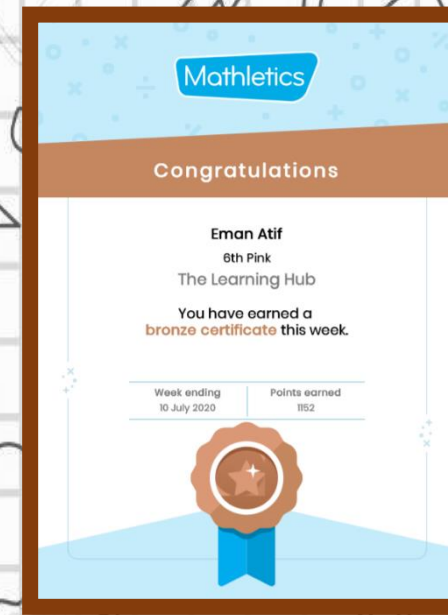 Mathletics
Congratulations
Eman Atif
6th Pink
The Learning Hub
You have earned a
bronze certificate this week.
Week ending
10 July 2020
Points earned
1152